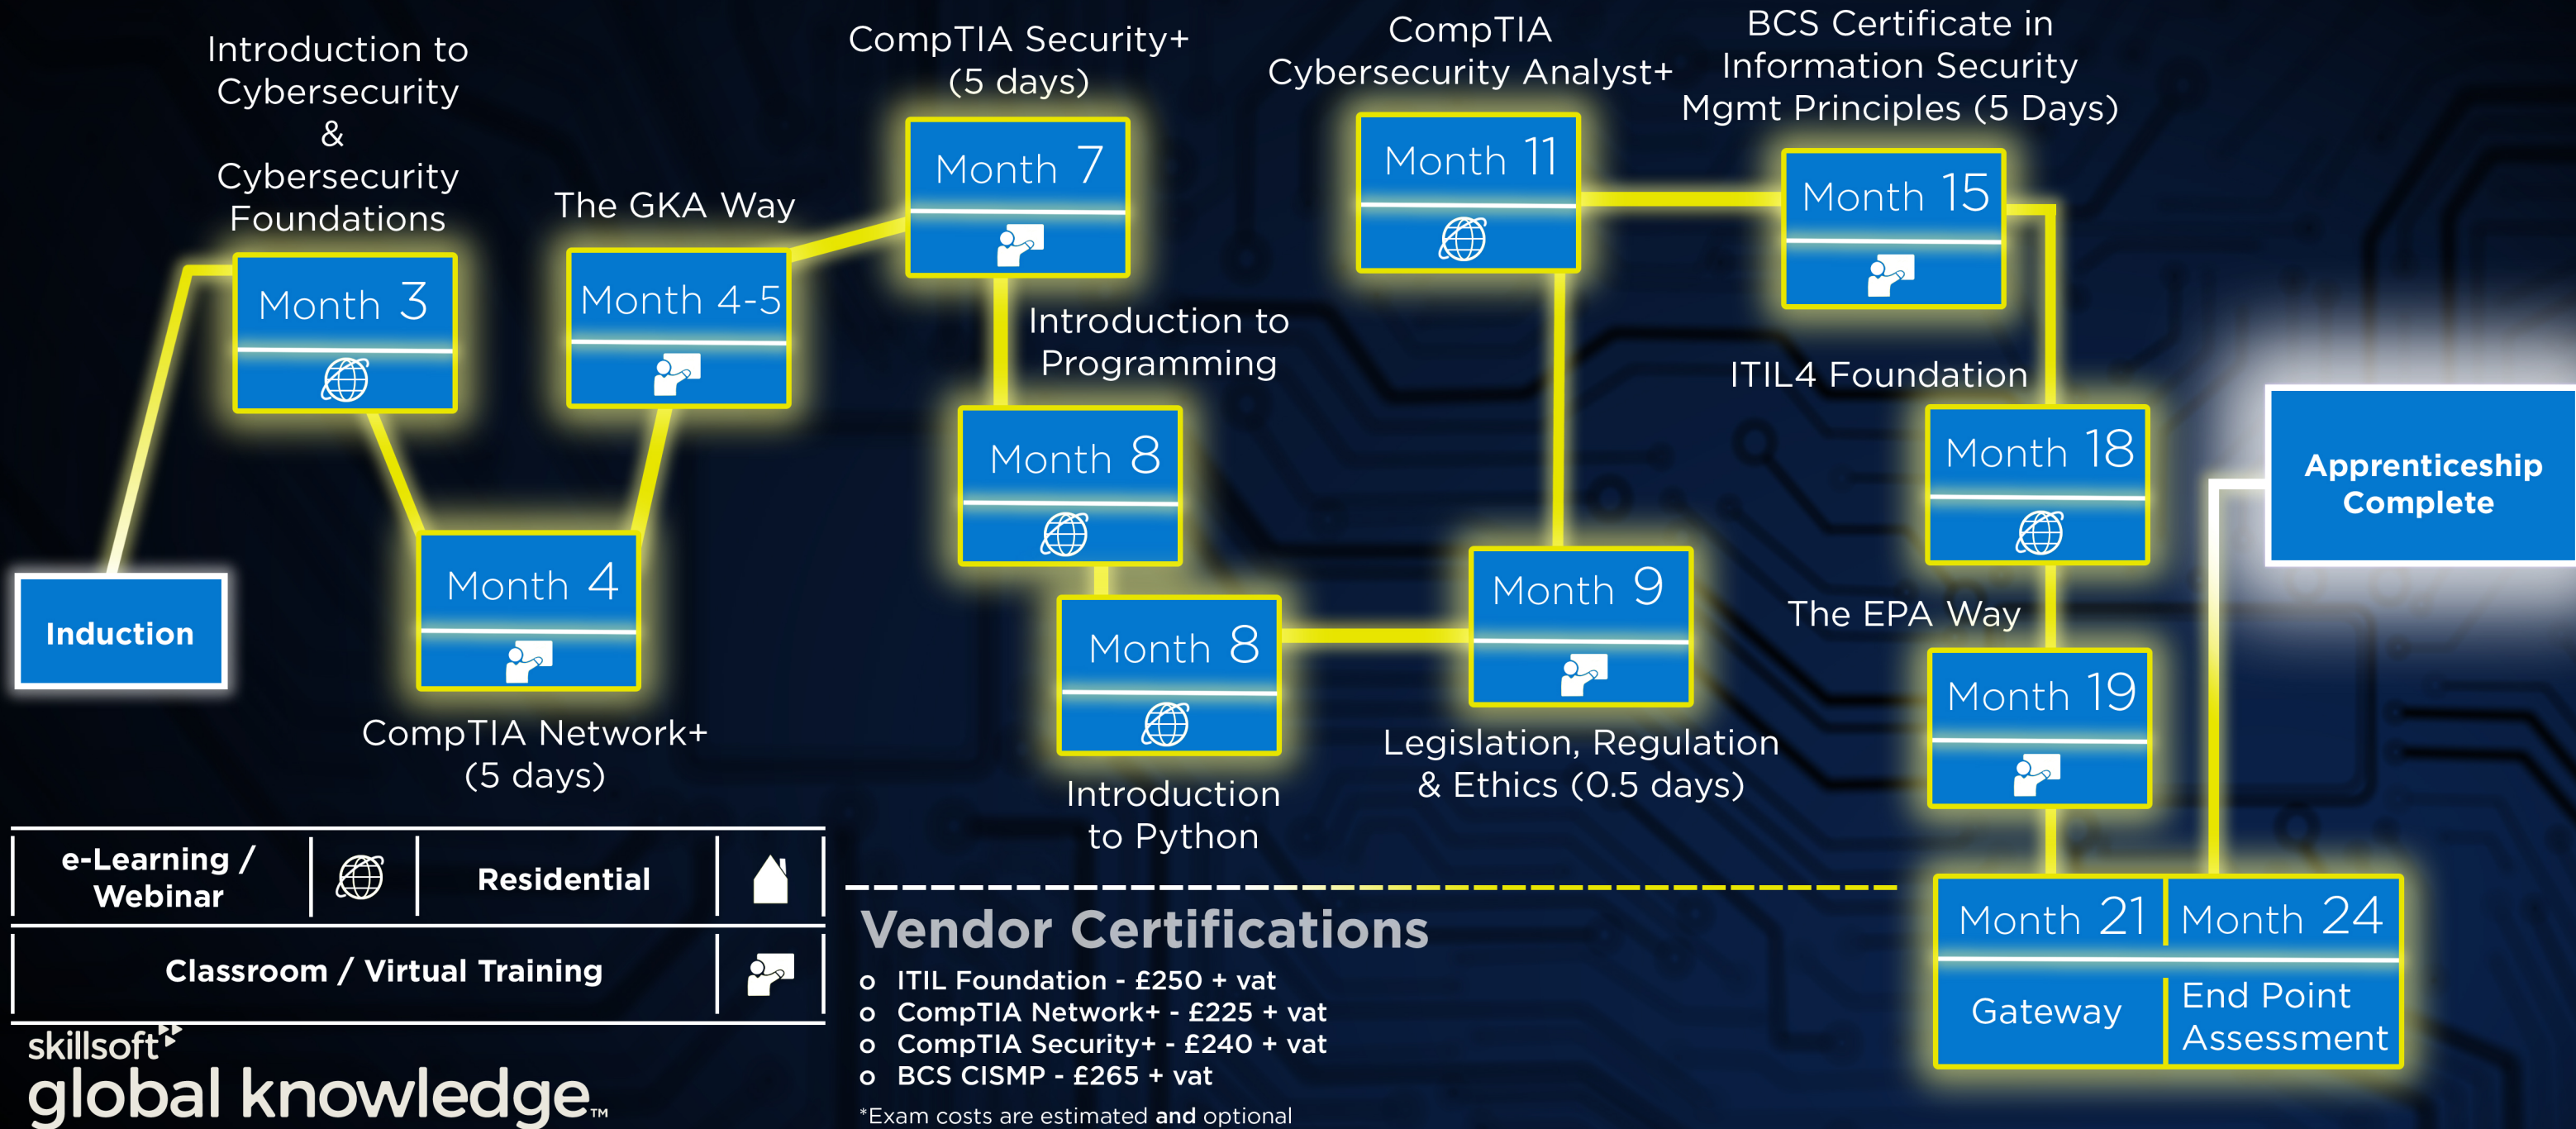 Induction
Introduction to
Cybersecurity
&
Cybersecurity
Foundations
Month 3
Month 4
CompTIA Network+
(5 days)
The GKA Way
Month 4-5
CompTIA Security+
(5 days)
Month 7
Introduction to
Programming
Month 8
Month 8
Introduction
to Python
Month 9
Legislation, Regulation
& Ethics (0.5 days)
CompTIA
Cybersecurity Analyst+
Month 11
BCS Certificate in
Information Security
Mgmt Principles (5 Days)
Month 15
ITIL4 Foundation
Month 18
The EPA Way
Month 19
Month 21
Gateway
Month 24
End Point
Assessment
Apprenticeship
Complete
e-Learning /
Webinar
Residential
Classroom / Virtual Training
Vendor Certifications
o ITIL Foundation - £250 + vat
o CompTIA Network+ - £225 + vat
o CompTIA Security+ - £240 + vat
o BCS CISMP - £265 + vat
*Exam costs are estimated and optional
skillsoft
global knowledge™